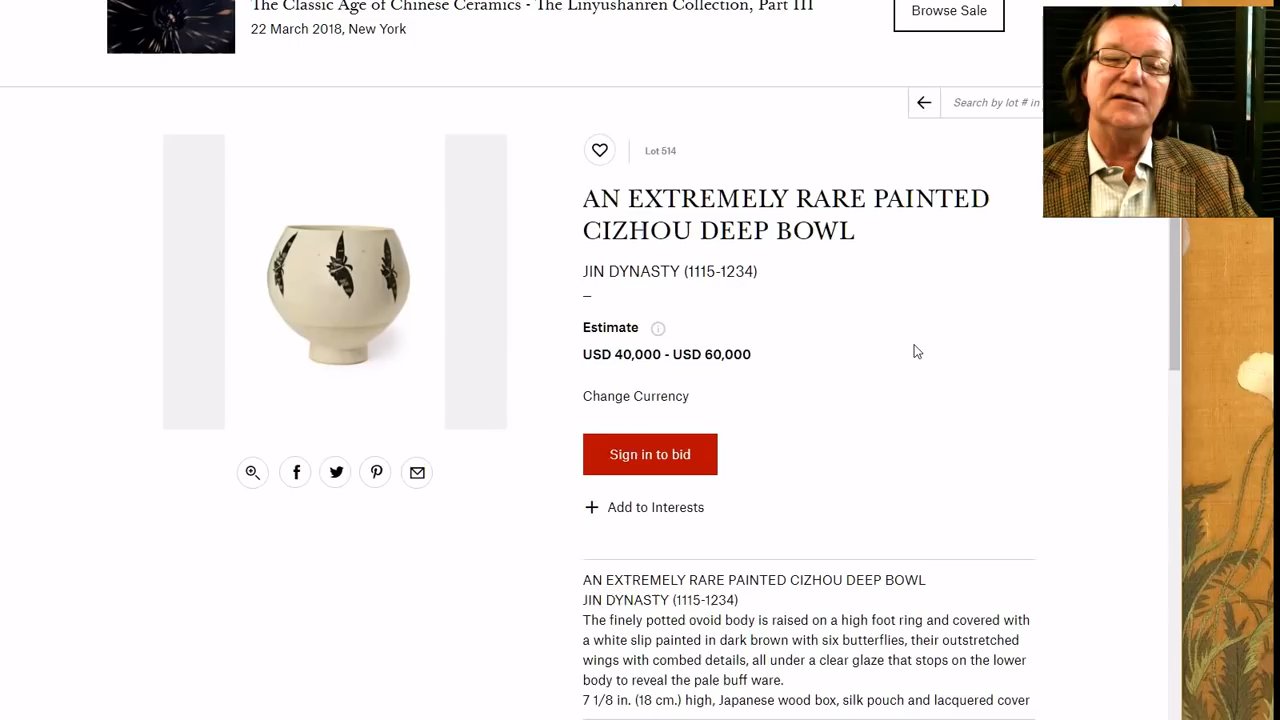 The Classic Age of Chinese Ceramics - The Linyushanren Collection, Part III
22 March 2018, New York
Browse Sale
Search by lot # in
Lot 514
AN EXTREMELY RARE PAINTED
CIZHOU DEEP BOWL
JIN DYNASTY (1115-1234)
–
Estimate
USD 40,000 - USD 60,000
Change Currency
Sign in to bid
Add to Interests
AN EXTREMELY RARE PAINTED CIZHOU DEEP BOWL
JIN DYNASTY (1115-1234)
The finely potted ovoid body is raised on a high foot ring and covered with
a white slip painted in dark brown with six butterflies, their outstretched
wings with combed details, all under a clear glaze that stops on the lower
body to reveal the pale buff ware.
7 1/8 in. (18 cm.) high, Japanese wood box, silk pouch and lacquered cover